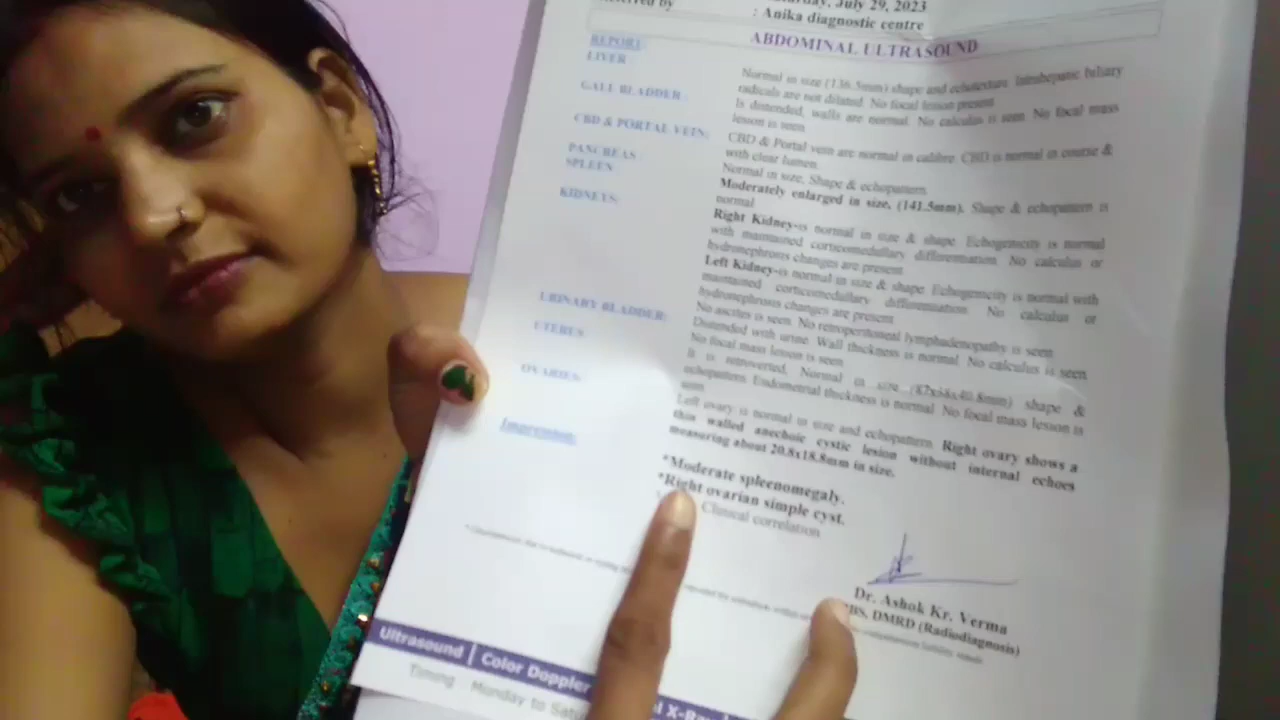 July 29, 2023
: Anika diagnostic centre
ABDOMINAL ULTRASOUND
REPORT
LIVER
Normal in size (136.5mm) shape and echotexture. Intrahepatic biliary
radicals are not dilated. No focal lesion present.
GALL BLADDER
Is distended, walls are normal. No calculus is seen. No focal mass
lesion is seen
CBD & PORTAL VEIN:
CBD & Portal vein are normal in calibre. CBD is normal in course &
with clear lumen.
PANCREAS
Normal in size, Shape & echopattern.
SPLEEN
Moderately enlarged in size. (141.5mm). Shape & echopattern is
normal
KIDNEYS:
Right Kidney-is normal in size & shape. Echogenicity is normal
with maintained corticomedullary differentiation. No calculus or
hydronephrous changes are present
Left Kidney-is normal in size & shape Echogenicity is normal with
maintained corticomedullary differentiation. No calculus or
hydronephrous changes are present
No ascites is seen. No retroperitoneal lymphadenopathy is seen
URINARY BLADDER:
Distended with urine. Wall thickness is normal. No calculus is seen
No focal mass lesion is seen
UTERUS
It is retroverted, Normal in size shape &
echopattern. Endometrial thickness is normal. No focal mass lesion is
seen
OVARIES:
Left ovary is normal in size and echopattern. Right ovary shows a
thin walled anechoic cystic lesion without internal echoes
measuring about 20.8x18.8mm in size.
Impression:
*Moderate spleenomegaly.
*Right ovarian simple cyst.
Clinical correlation
Dr. Ashok Kr. Verma
BS, DMRD (Radiodiagnosis)
Ultrasound | Color Doppler
X-Ray
Timing Monday to Satu